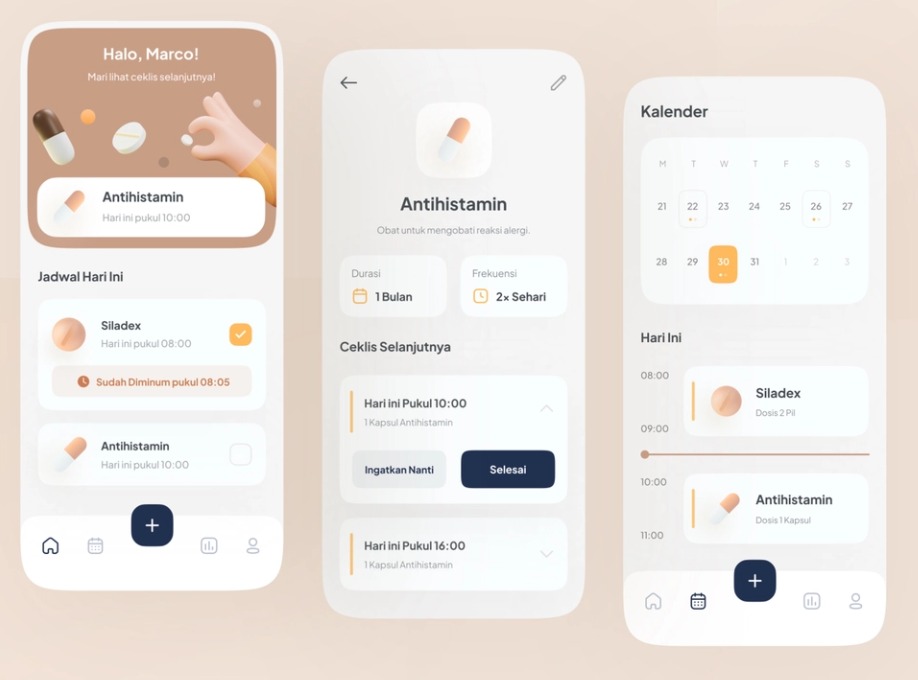 Halo, Marco!
Mari lihat ceklis selanjutnya!
Antihistamin
Hari ini pukul 10:00
Jadwal Hari Ini
Siladex
Hari ini pukul 08:00
Sudah Diminum pukul 08:05
Antihistamin
Hari ini pukul 10:00
Antihistamin
Obat untuk mengobati reaksi alergi.
Durasi
1 Bulan
Frekuensi
2x Sehari
Ceklis Selanjutnya
Hari ini Pukul 10:00
1 Kapsul Antihistamin
Ingatkan Nanti
Selesai
Hari ini Pukul 16:00
1 Kapsul Antihistamin
Kalender
M T W T F S S
21 22 23 24 25 26 27
28 29 30 31 1 2 3
Hari Ini
08:00
Siladex
Dosis 2 Pil
09:00
10:00
Antihistamin
Dosis 1 Kapsul
11:00